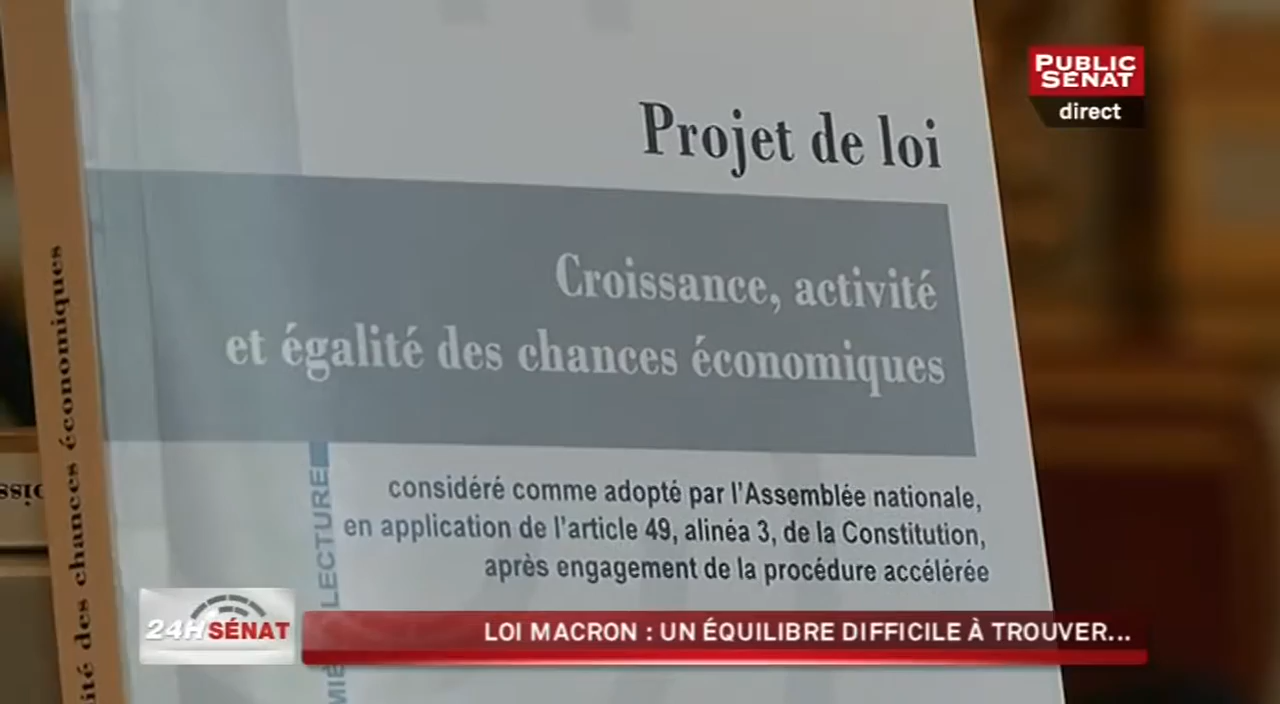 PUBLIC
SÉNAT
direct
Projet de loi
Croissance, activité
et égalité des chances économiques
considéré comme adopté par l'Assemblée nationale,
en application de l'article 49, alinéa 3, de la Constitution,
après engagement de la procédure accélérée
LECTURE
ité des chances économiques
24H SÉNAT
LOI MACRON : UN ÉQUILIBRE DIFFICILE À TROUVER...